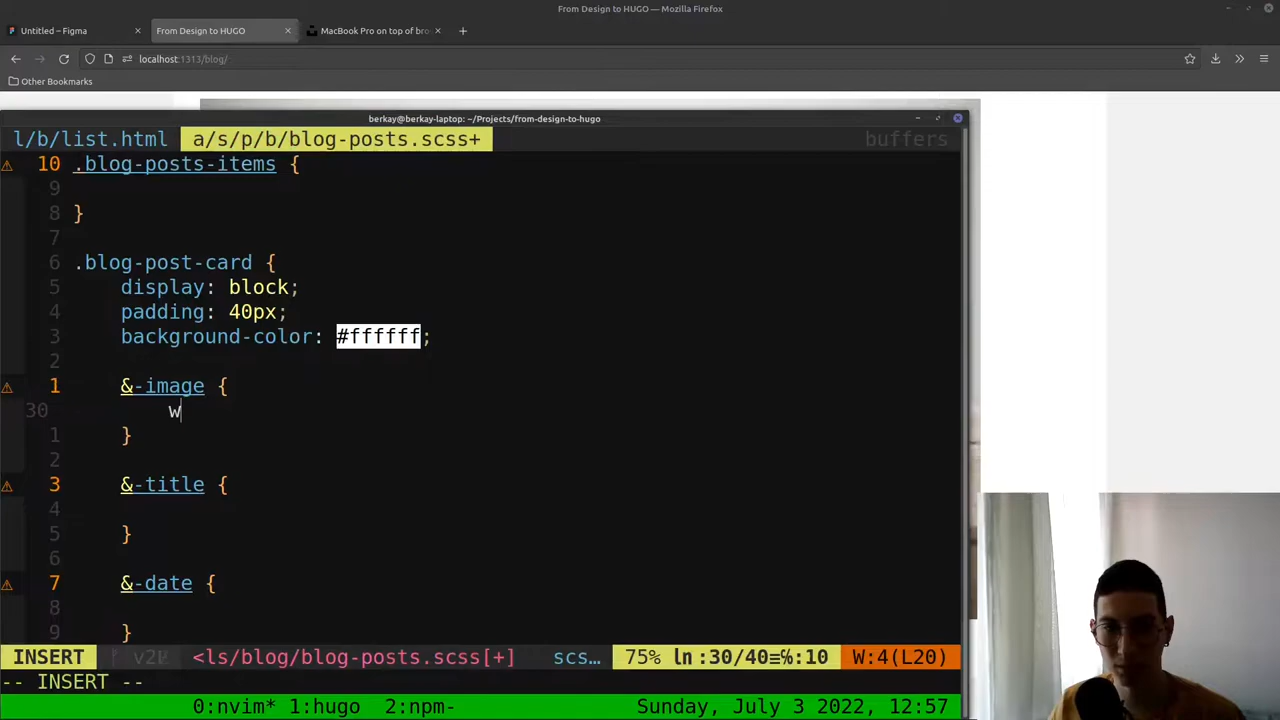 From Design to HUGO — Mozilla Firefox
Untitled – Figma
From Design to HUGO
MacBook Pro on top of bro
localhost:1313/blog/
Other Bookmarks
berkay@berkay-laptop: ~/Projects/from-design-to-hugo
l/b/list.html a/s/p/b/blog-posts.scss+ buffers
10 .blog-posts-items {
9
8 }
7
6 .blog-post-card {
5 display: block;
4 padding: 40px;
3 background-color: #ffffff;
2
1 &-image {
30 w
1 }
2
3 &-title {
4
5 }
6
7 &-date {
8
9 }
INSERT <ls/blog/blog-posts.scss[+] scs… 75% ln:30/40≡℅:10 W:4(L20)
-- INSERT --
0:nvim* 1:hugo 2:npm- Sunday, July 3 2022, 12:57